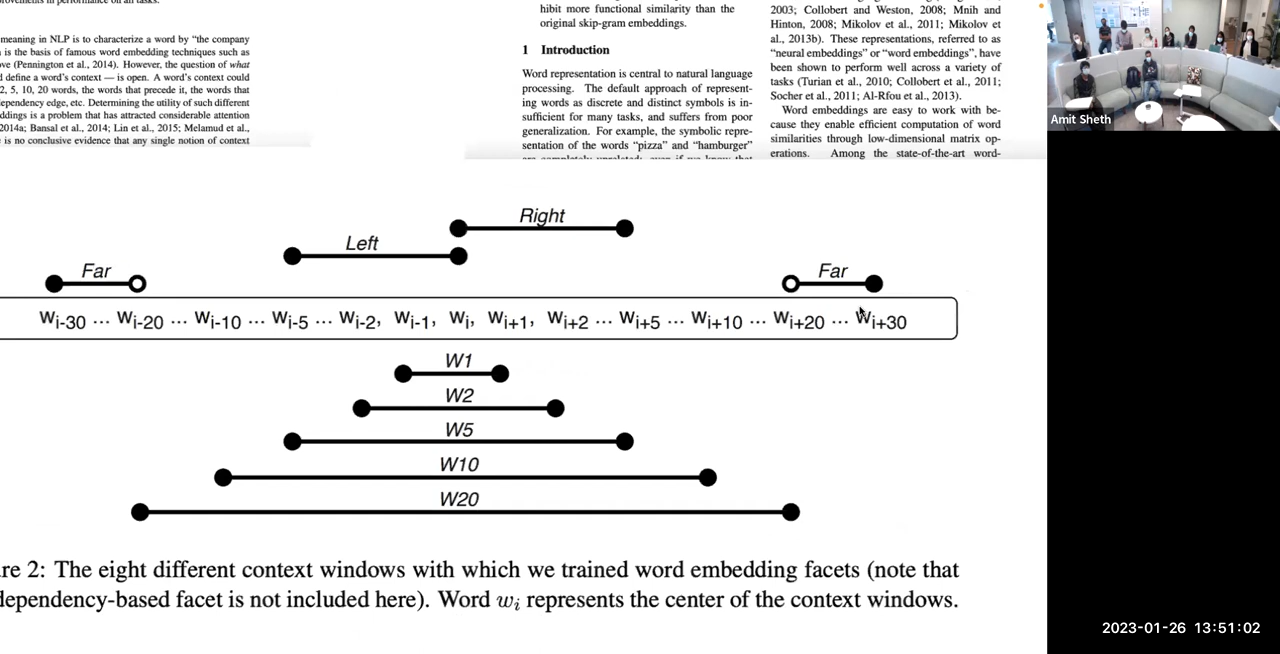 meaning in NLP is to characterize a word by “the company
is the basis of famous word embedding techniques such as
ve (Pennington et al., 2014). However, the question of what
d define a word’s context — is open. A word’s context could
2, 5, 10, 20 words, the words that precede it, the words that
ependency edge, etc. Determining the utility of such different
ddings is a problem that has attracted considerable attention
2014a; Bansal et al., 2014; Lin et al., 2015; Melamud et al.,
is no conclusive evidence that any single notion of context
hibit more functional similarity than the
original skip-gram embeddings.
1 Introduction
Word representation is central to natural language
processing. The default approach of represent-
ing words as discrete and distinct symbols is in-
sufficient for many tasks, and suffers from poor
generalization. For example, the symbolic repre-
sentation of the words “pizza” and “hamburger”
2003; Collobert and Weston, 2008; Mnih and
Hinton, 2008; Mikolov et al., 2011; Mikolov et
al., 2013b). These representations, referred to as
“neural embeddings” or “word embeddings”, have
been shown to perform well across a variety of
tasks (Turian et al., 2010; Collobert et al., 2011;
Socher et al., 2011; Al-Rfou et al., 2013).
Word embeddings are easy to work with be-
cause they enable efficient computation of word
similarities through low-dimensional matrix op-
erations. Among the state-of-the-art word-
Amit Sheth
Right
Left
Far
Far
wi-30 ... wi-20 ... wi-10 ... wi-5 ... wi-2, wi-1, wi, wi+1, wi+2 ... wi+5 ... wi+10 ... wi+20 ... wi+30
W1
W2
W5
W10
W20
re 2: The eight different context windows with which we trained word embedding facets (note that
dependency-based facet is not included here). Word wi represents the center of the context windows.
2023-01-26 13:51:02